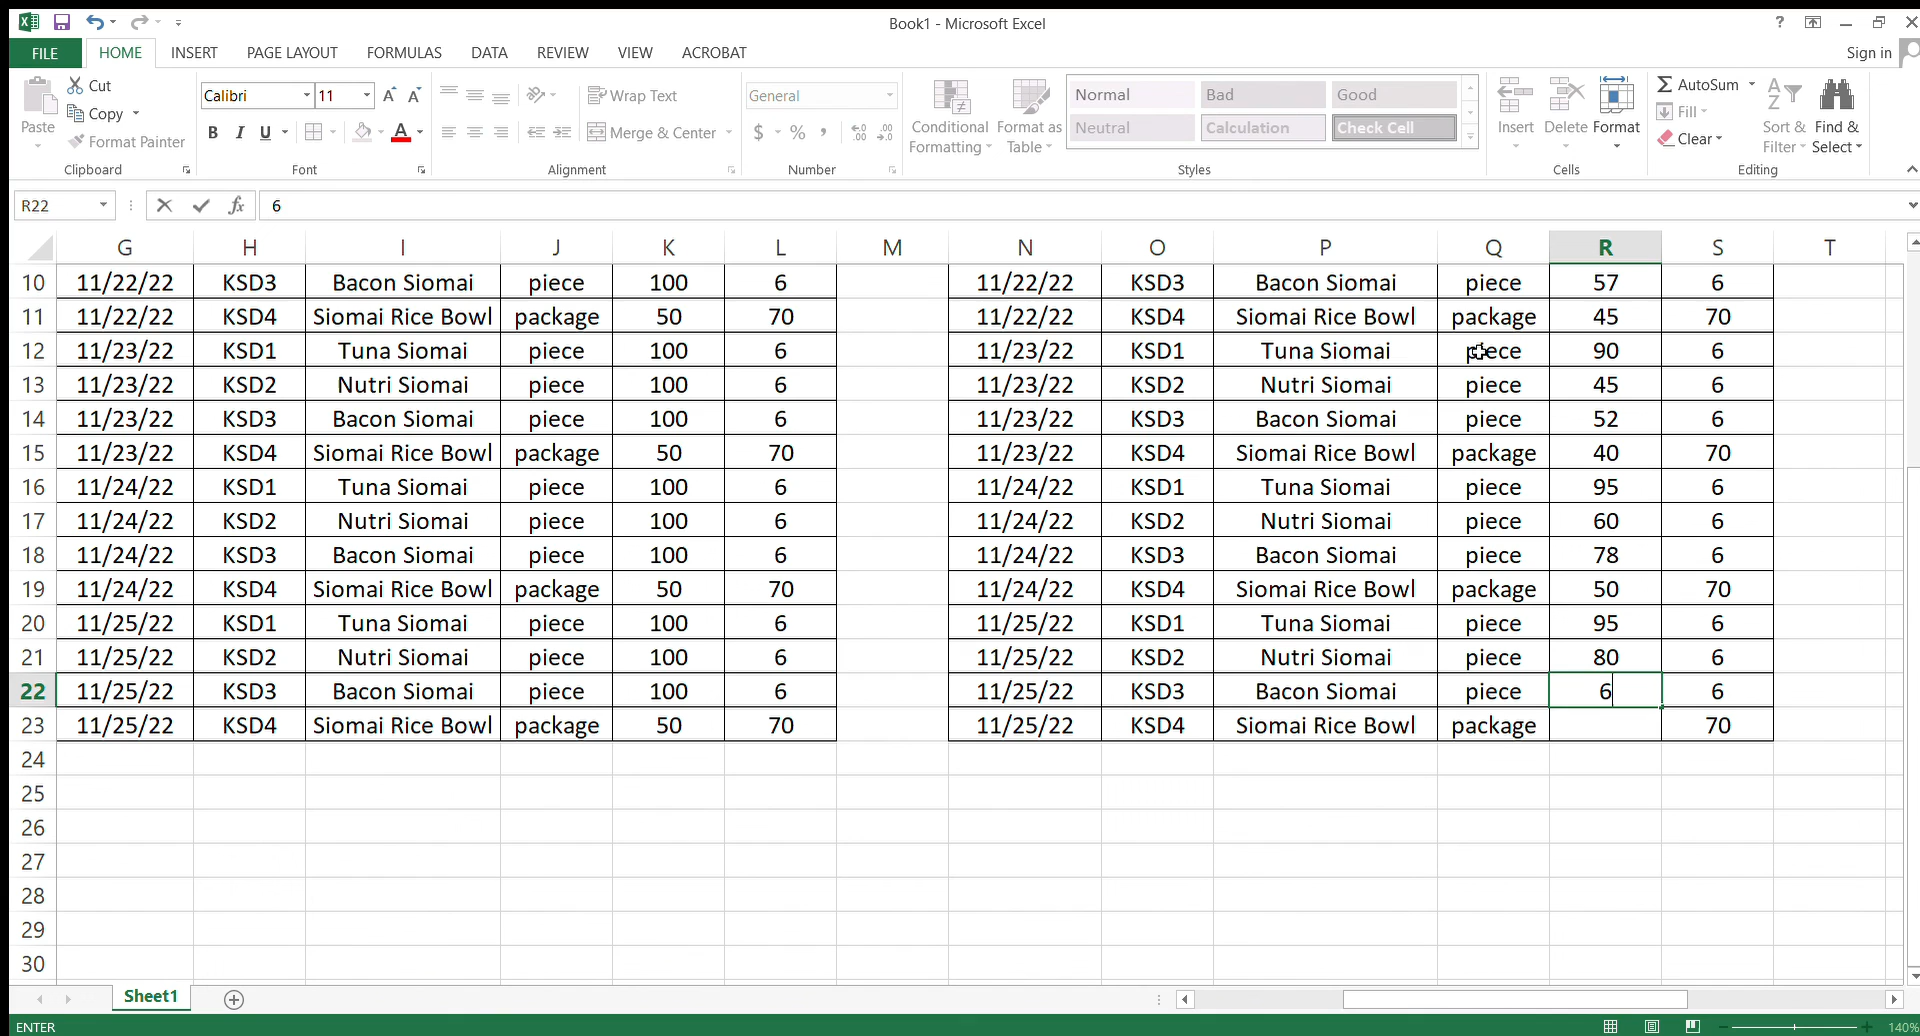 Book1 - Microsoft Excel
?
FILE HOME INSERT PAGE LAYOUT FORMULAS DATA REVIEW VIEW ACROBAT Sign in
Paste
Cut
Copy
Format Painter
Clipboard
Calibri 11
B I U A
Font
Wrap Text
Merge & Center
Alignment
General
$ % ,
Number
Conditional Formatting
Format as Table
Normal Bad Good
Neutral Calculation Check Cell
Styles
Insert Delete Format
Cells
AutoSum
Fill
Clear
Sort & Filter
Find & Select
Editing
R22 fx 6
G H I J K L M N O P Q R S T
10 11/22/22 KSD3 Bacon Siomai piece 100 6 11/22/22 KSD3 Bacon Siomai piece 57 6
11 11/22/22 KSD4 Siomai Rice Bowl package 50 70 11/22/22 KSD4 Siomai Rice Bowl package 45 70
12 11/23/22 KSD1 Tuna Siomai piece 100 6 11/23/22 KSD1 Tuna Siomai piece 90 6
13 11/23/22 KSD2 Nutri Siomai piece 100 6 11/23/22 KSD2 Nutri Siomai piece 45 6
14 11/23/22 KSD3 Bacon Siomai piece 100 6 11/23/22 KSD3 Bacon Siomai piece 52 6
15 11/23/22 KSD4 Siomai Rice Bowl package 50 70 11/23/22 KSD4 Siomai Rice Bowl package 40 70
16 11/24/22 KSD1 Tuna Siomai piece 100 6 11/24/22 KSD1 Tuna Siomai piece 95 6
17 11/24/22 KSD2 Nutri Siomai piece 100 6 11/24/22 KSD2 Nutri Siomai piece 60 6
18 11/24/22 KSD3 Bacon Siomai piece 100 6 11/24/22 KSD3 Bacon Siomai piece 78 6
19 11/24/22 KSD4 Siomai Rice Bowl package 50 70 11/24/22 KSD4 Siomai Rice Bowl package 50 70
20 11/25/22 KSD1 Tuna Siomai piece 100 6 11/25/22 KSD1 Tuna Siomai piece 95 6
21 11/25/22 KSD2 Nutri Siomai piece 100 6 11/25/22 KSD2 Nutri Siomai piece 80 6
22 11/25/22 KSD3 Bacon Siomai piece 100 6 11/25/22 KSD3 Bacon Siomai piece 6 6
23 11/25/22 KSD4 Siomai Rice Bowl package 50 70 11/25/22 KSD4 Siomai Rice Bowl package 70
24
25
26
27
28
29
30
Sheet1
ENTER 140%